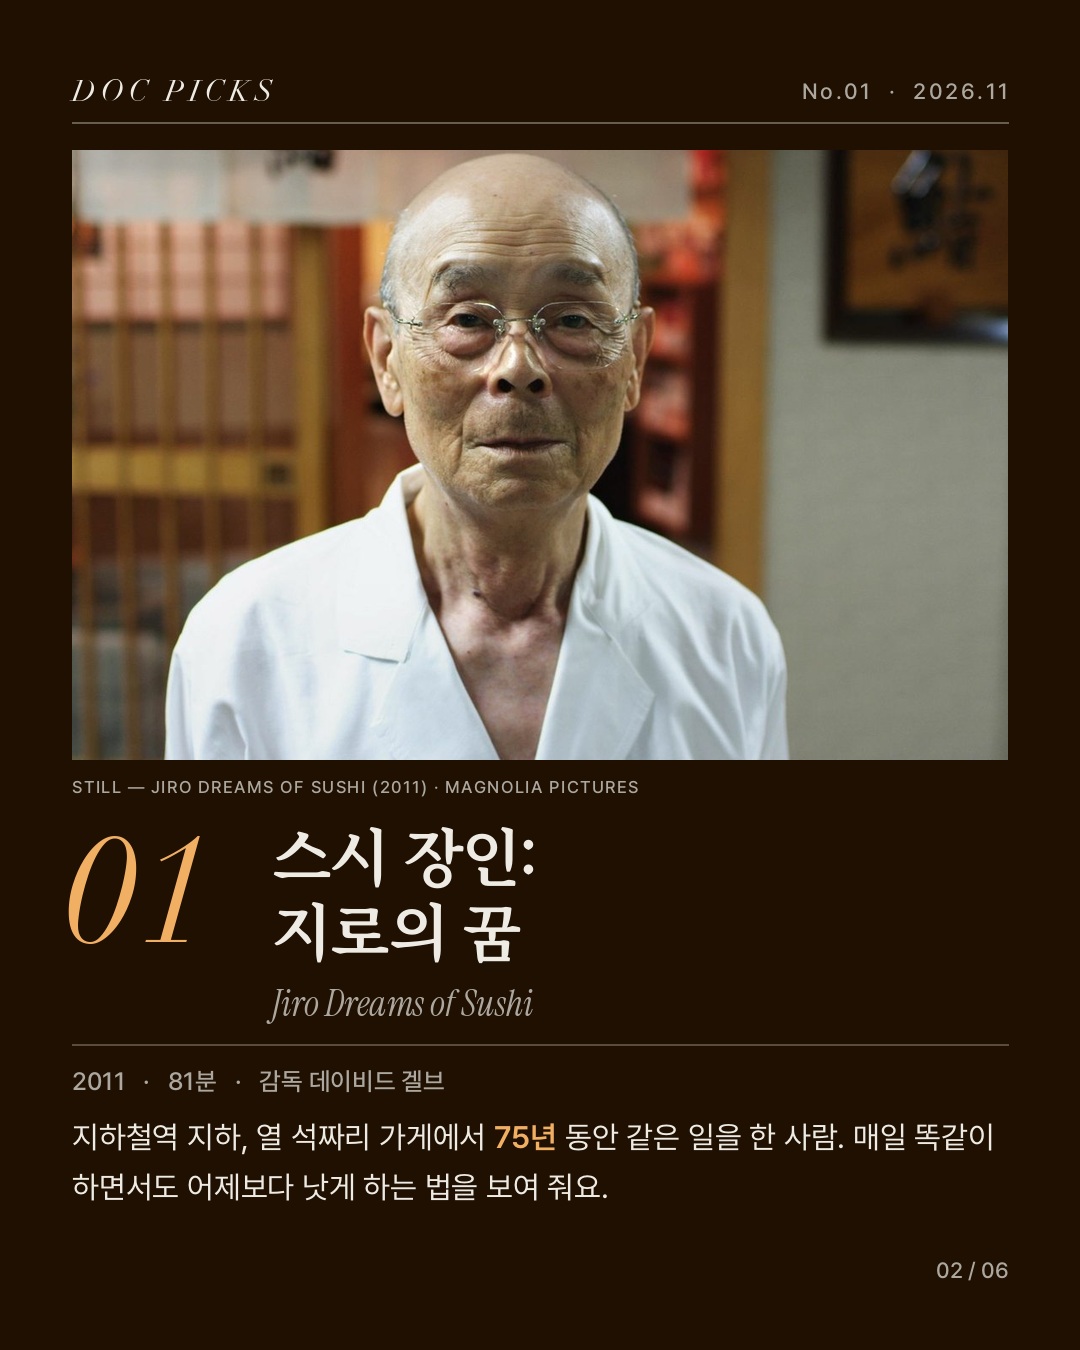 DOC PICKS
No.01 · 2026.11
STILL — JIRO DREAMS OF SUSHI (2011) · MAGNOLIA PICTURES
01
스시 장인:
지로의 꿈
Jiro Dreams of Sushi
2011 · 81분 · 감독 데이비드 겔브
지하철역 지하, 열 석짜리 가게에서 75년 동안 같은 일을 한 사람. 매일 똑같이
하면서도 어제보다 낫게 하는 법을 보여 줘요.
02 / 06